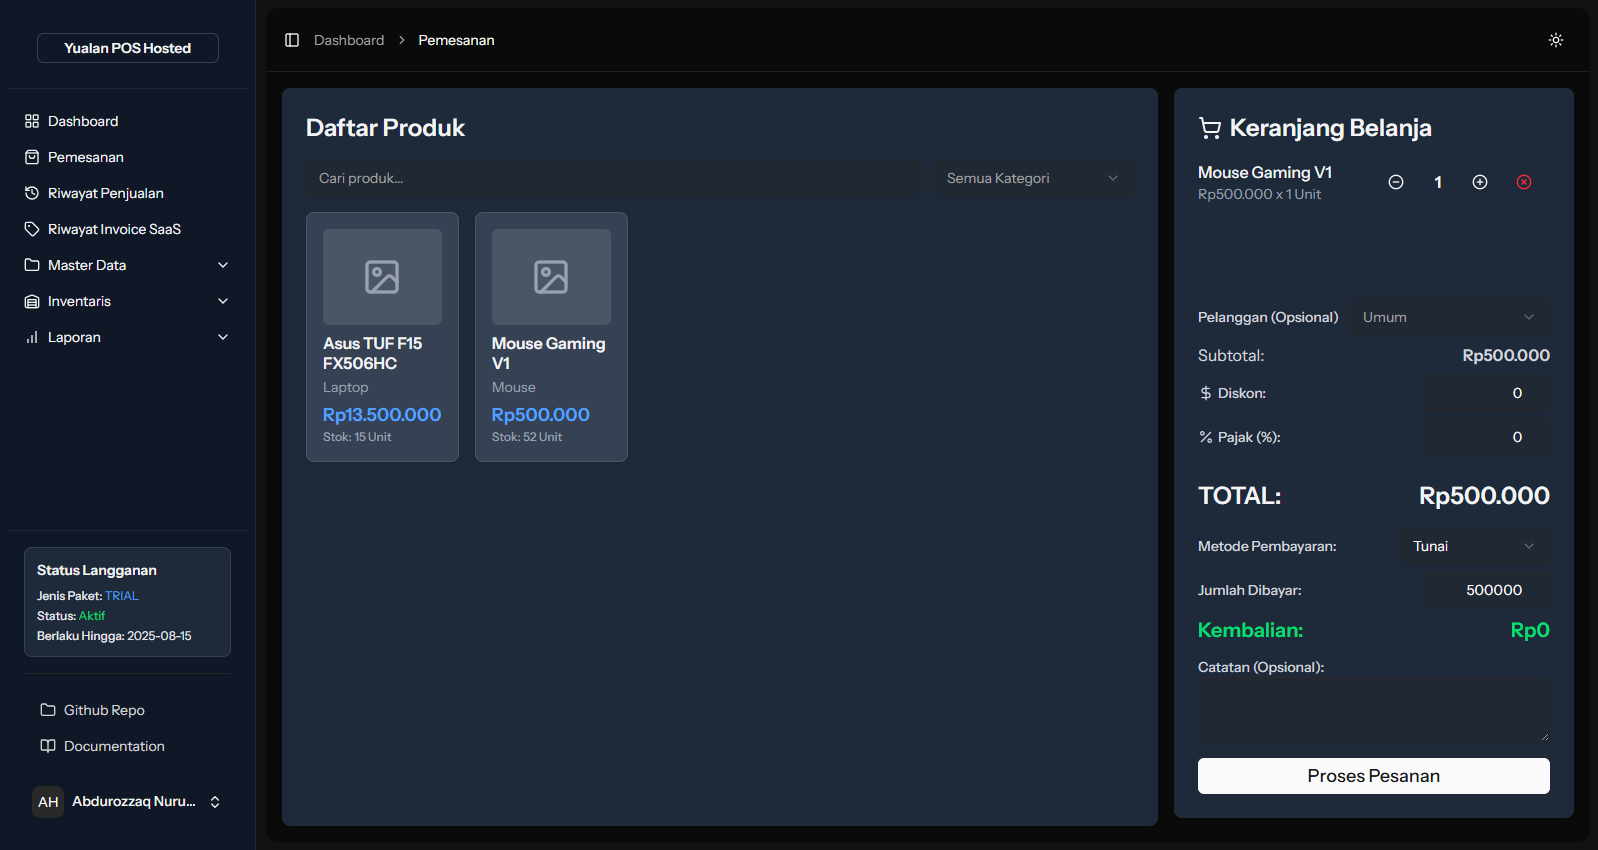 Yualan POS Hosted
Dashboard
Pemesanan
Riwayat Penjualan
Riwayat Invoice SaaS
Master Data
Inventaris
Laporan
Status Langganan
Jenis Paket: TRIAL
Status: Aktif
Berlaku Hingga: 2025-08-15
Github Repo
Documentation
AH Abdurozzaq Nuru...
Dashboard > Pemesanan
Daftar Produk
Cari produk...
Semua Kategori
Asus TUF F15
FX506HC
Laptop
Rp13.500.000
Stok: 15 Unit
Mouse Gaming
V1
Mouse
Rp500.000
Stok: 52 Unit
Keranjang Belanja
Mouse Gaming V1
Rp500.000 x 1 Unit
1
Pelanggan (Opsional) Umum
Subtotal: Rp500.000
$ Diskon: 0
% Pajak (%): 0
TOTAL: Rp500.000
Metode Pembayaran: Tunai
Jumlah Dibayar: 500000
Kembalian: Rp0
Catatan (Opsional):
Proses Pesanan